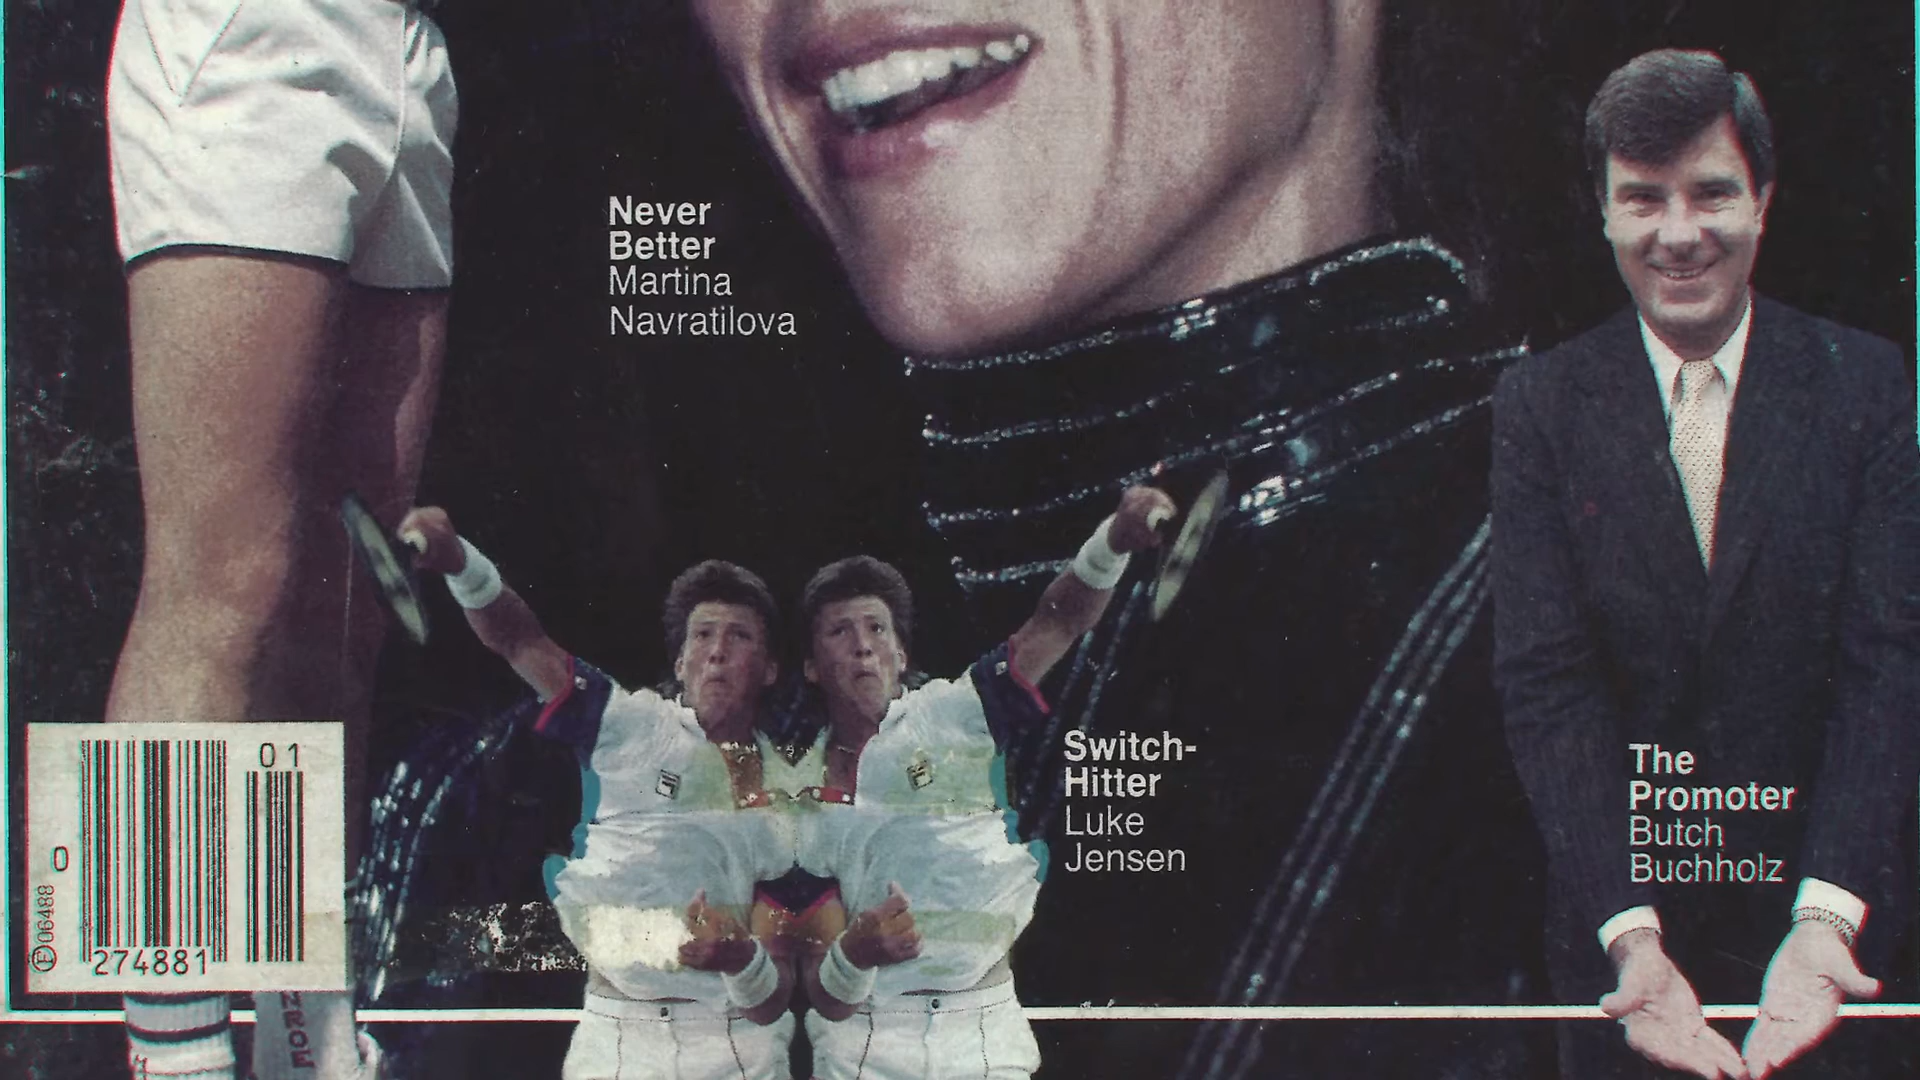 Never
Better
Martina
Navratilova
Switch-
Hitter
Luke
Jensen
The
Promoter
Butch
Buchholz
01
0
274881
06488